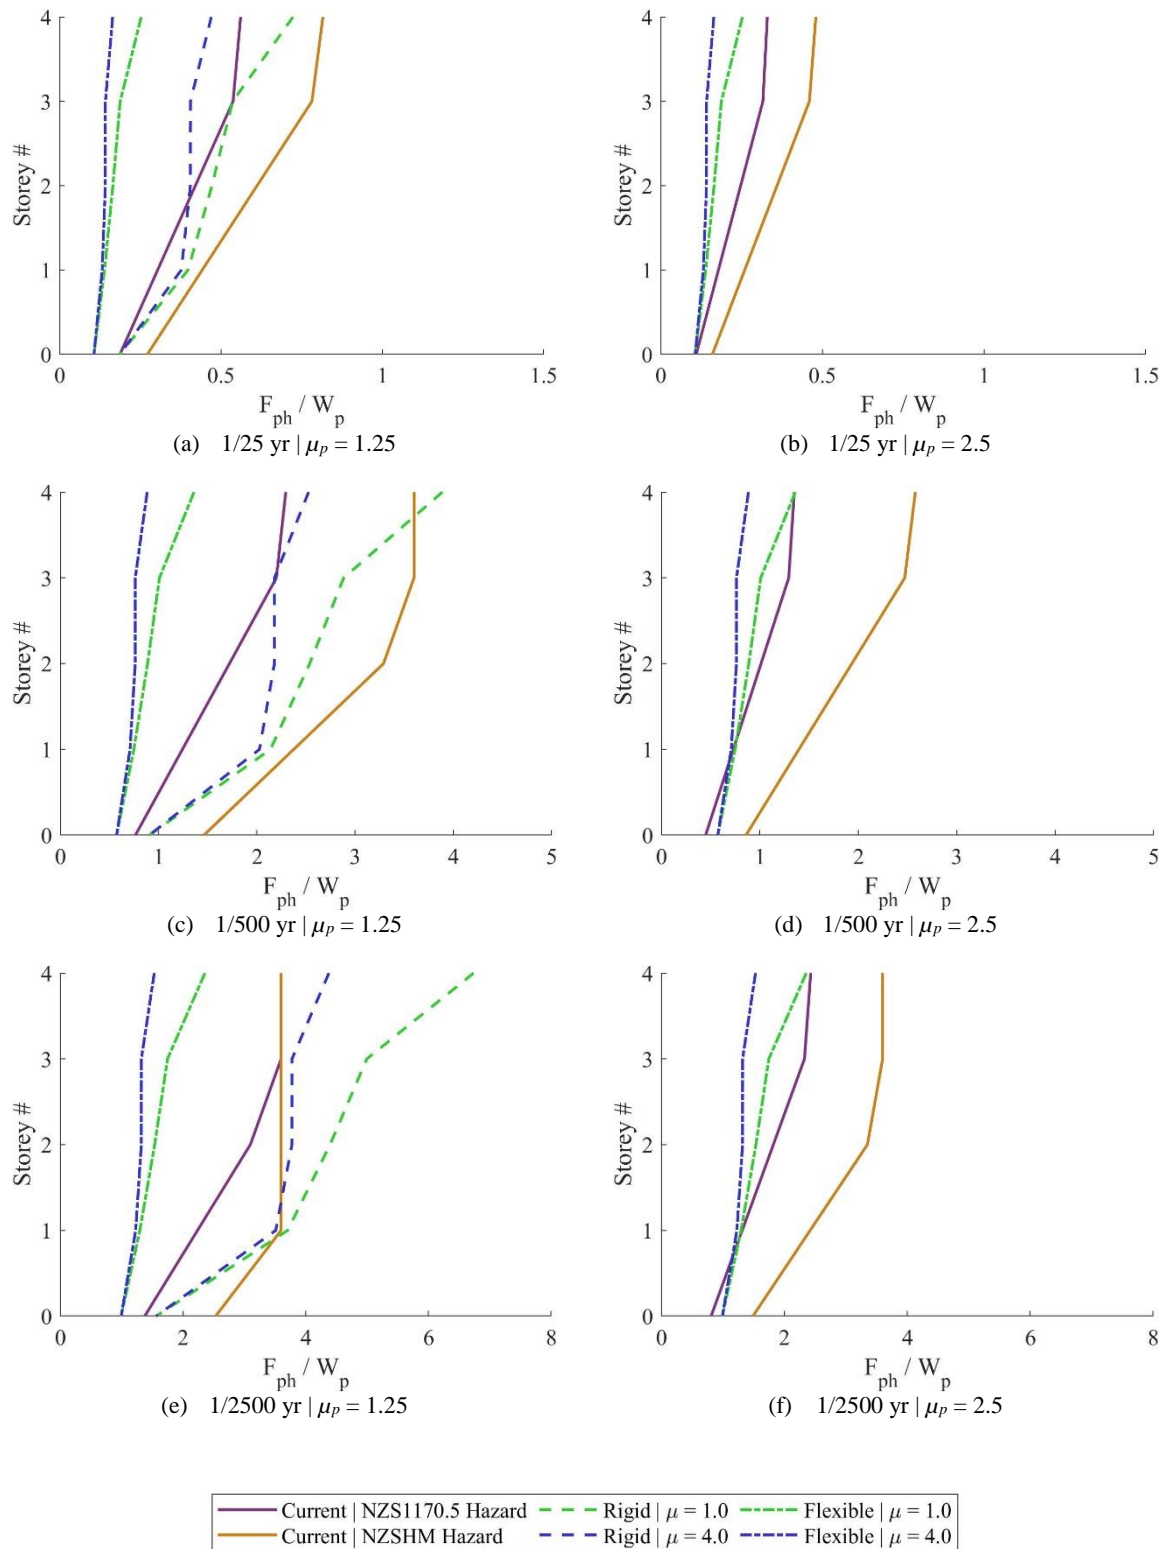 4
3
2
1
0
Storey #
0 0.5 1 1.5
F_ph / W_p
(a) 1/25 yr | μp = 1.25
4
3
2
1
0
Storey #
0 0.5 1 1.5
F_ph / W_p
(b) 1/25 yr | μp = 2.5
4
3
2
1
0
Storey #
0 1 2 3 4 5
F_ph / W_p
(c) 1/500 yr | μp = 1.25
4
3
2
1
0
Storey #
0 1 2 3 4 5
F_ph / W_p
(d) 1/500 yr | μp = 2.5
4
3
2
1
0
Storey #
0 2 4 6 8
F_ph / W_p
(e) 1/2500 yr | μp = 1.25
4
3
2
1
0
Storey #
0 2 4 6 8
F_ph / W_p
(f) 1/2500 yr | μp = 2.5
Current | NZS1170.5 Hazard Rigid | μ = 1.0 Flexible | μ = 1.0
Current | NZSHM Hazard Rigid | μ = 4.0 Flexible | μ = 4.0